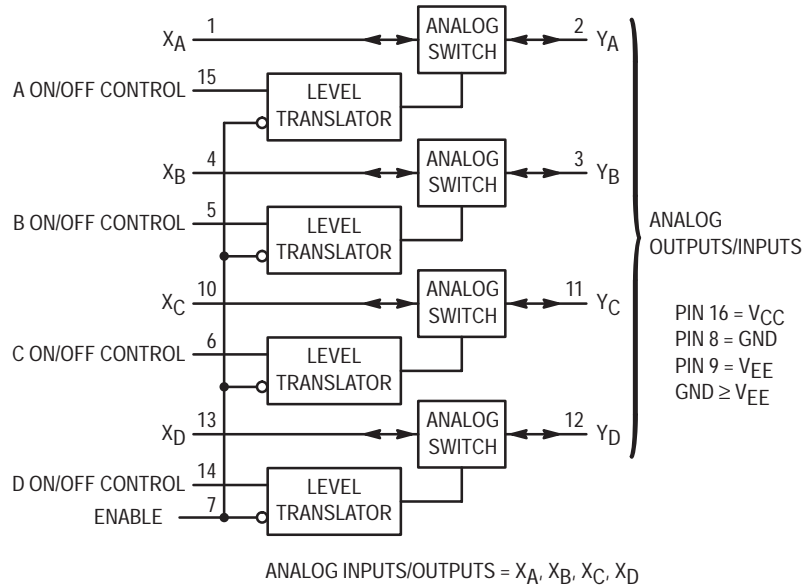 XA 1 ANALOG SWITCH 2 YA
A ON/OFF CONTROL 15 LEVEL TRANSLATOR
XB 4 ANALOG SWITCH 3 YB
B ON/OFF CONTROL 5 LEVEL TRANSLATOR
ANALOG
OUTPUTS/INPUTS
XC 10 ANALOG SWITCH 11 YC
C ON/OFF CONTROL 6 LEVEL TRANSLATOR
PIN 16 = VCC
PIN 8 = GND
PIN 9 = VEE
GND ≥ VEE
XD 13 ANALOG SWITCH 12 YD
D ON/OFF CONTROL 14 LEVEL TRANSLATOR
ENABLE 7
ANALOG INPUTS/OUTPUTS = XA, XB, XC, XD